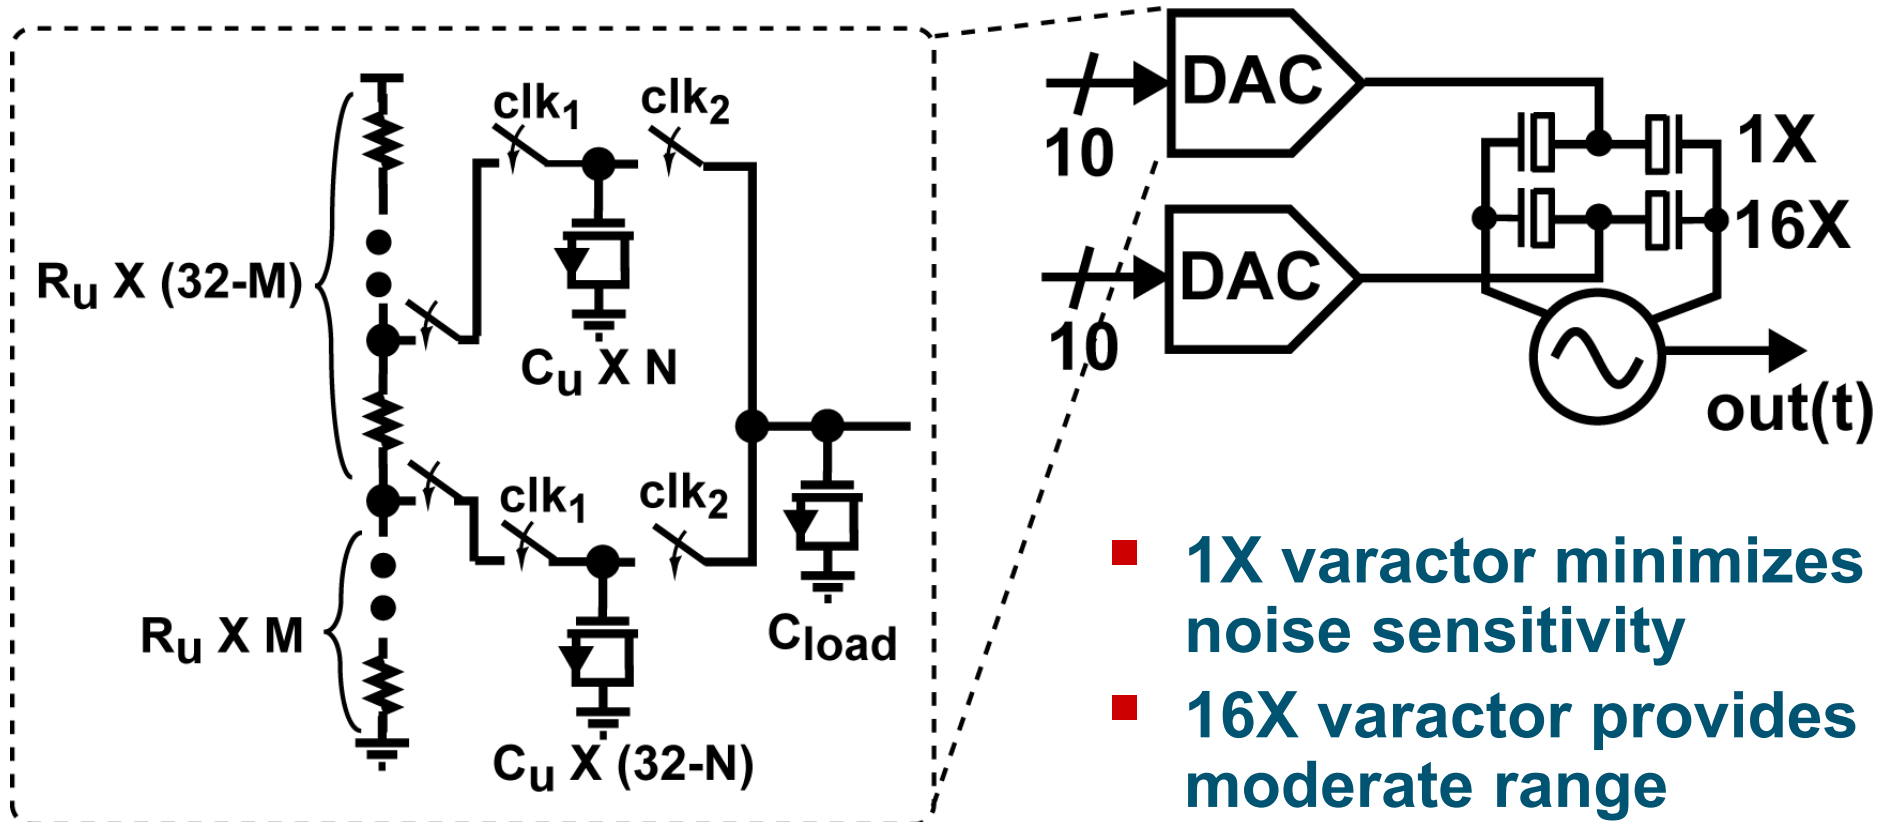 clk1
clk2
Ru X (32-M)
Cu X N
clk1
clk2
Ru X M
Cload
Cu X (32-N)
DAC
10
1X
16X
DAC
10
out(t)
▪ 1X varactor minimizes
noise sensitivity
▪ 16X varactor provides
moderate range